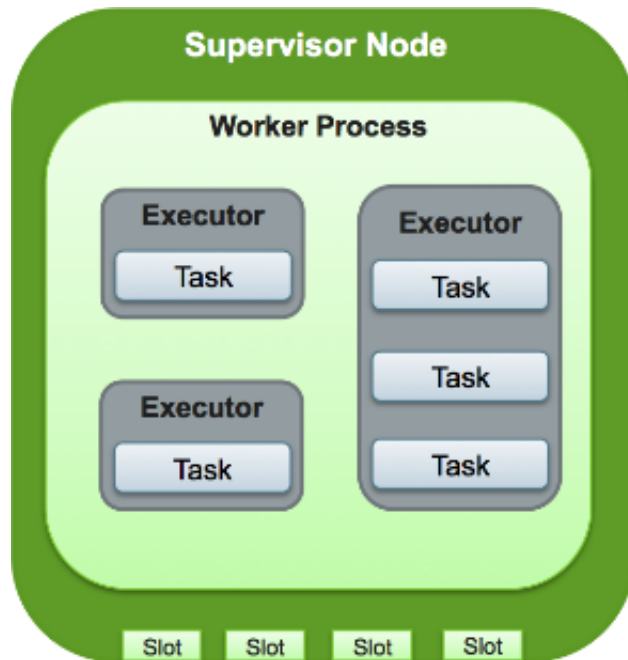 Supervisor Node
Worker Process
Executor
Task
Executor
Task
Executor
Task
Task
Task
Slot Slot Slot Slot